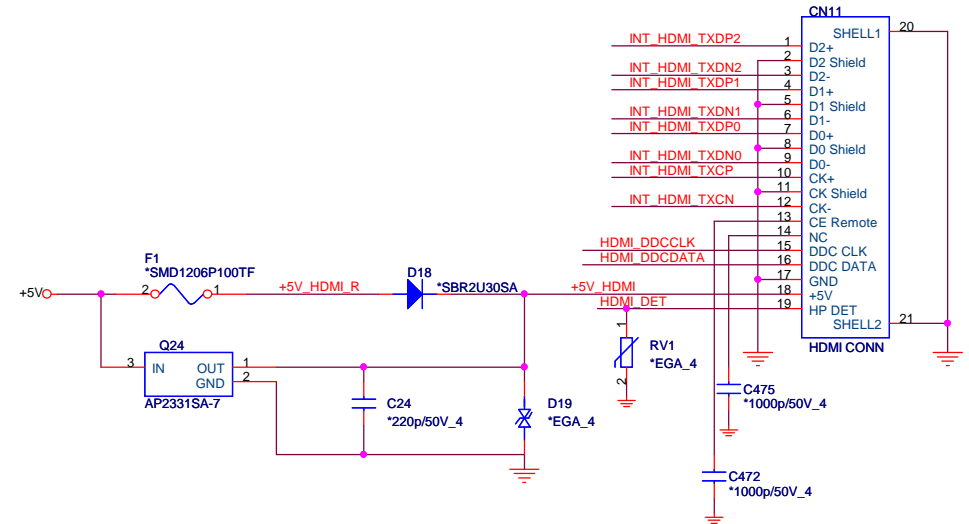 CN11
SHELL1 20
INT_HDMI_TXDP2 1 D2+
2 D2 Shield
INT_HDMI_TXDN2 3 D2-
INT_HDMI_TXDP1 4 D1+
5 D1 Shield
INT_HDMI_TXDN1 6 D1-
INT_HDMI_TXDP0 7 D0+
8 D0 Shield
INT_HDMI_TXDN0 9 D0-
INT_HDMI_TXCP 10 CK+
11 CK Shield
INT_HDMI_TXCN 12 CK-
13 CE Remote
14 NC
HDMI_DDCCLK 15 DDC CLK
HDMI_DDCDATA 16 DDC DATA
17 GND
+5V_HDMI 18 +5V
HDMI_DET 19 HP DET
SHELL2 21
HDMI CONN
F1
*SMD1206P100TF
+5V 2 1 +5V_HDMI_R
D18
*SBR2U30SA
Q24
3 IN OUT 1
GND 2
AP2331SA-7
C24
*220p/50V_4
D19
*EGA_4
1
RV1
*EGA_4
2
C475
*1000p/50V_4
C472
*1000p/50V_4